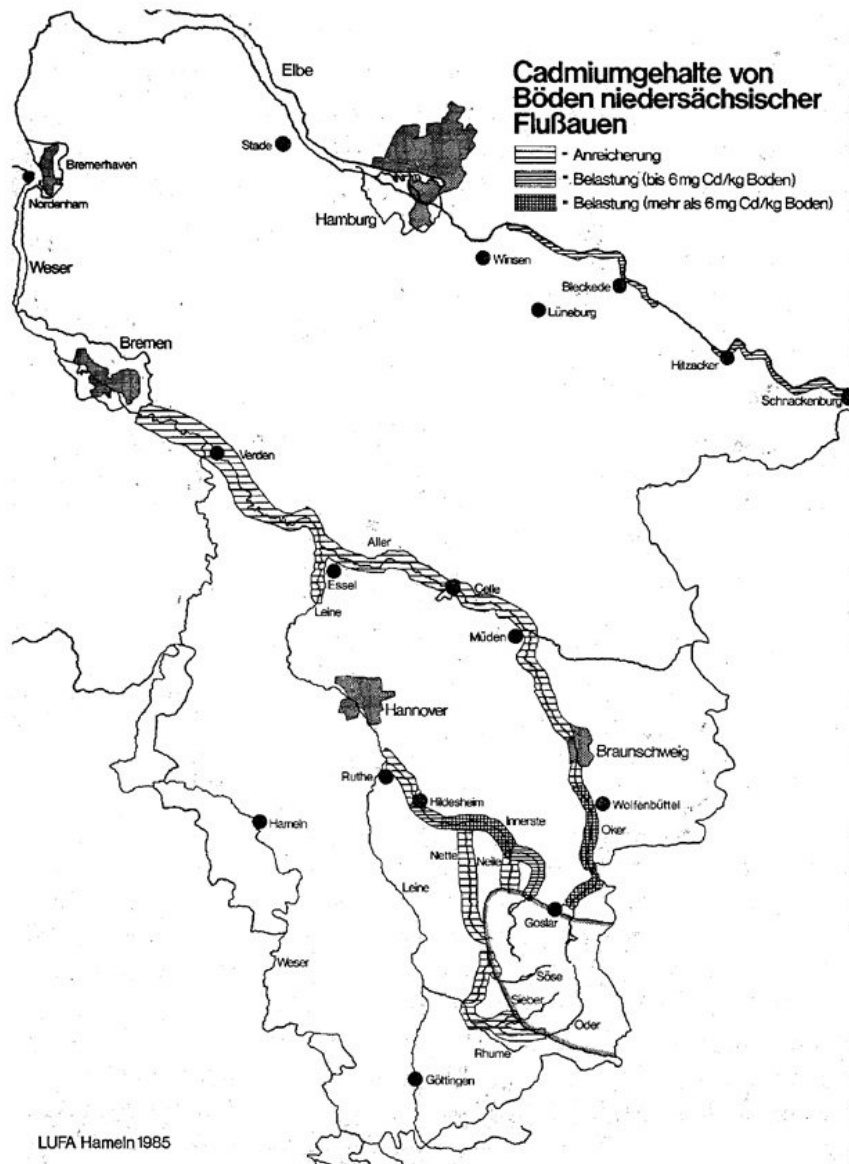 Cadmiumgehalte von
Böden niedersächsischer
Flußauen
- Anreicherung
- Belastung (bis 6 mg Cd/kg Boden)
- Belastung (mehr als 6 mg Cd/kg Boden)
Elbe
Stade
Bremerhaven
Nordenham
Hamburg
Weser
Winsen
Bleckede
Lüneburg
Bremen
Hitzacker
Schnackenburg
Verden
Aller
Essel
Celle
Leine
Müden
Hannover
Braunschweig
Ruthe
Hildesheim
Wolfenbüttel
Hameln
Innerste
Oker
Nette
Neile
Leine
Goslar
Weser
Söse
Sieber
Oder
Rhume
Göttingen
LUFA Hameln 1985